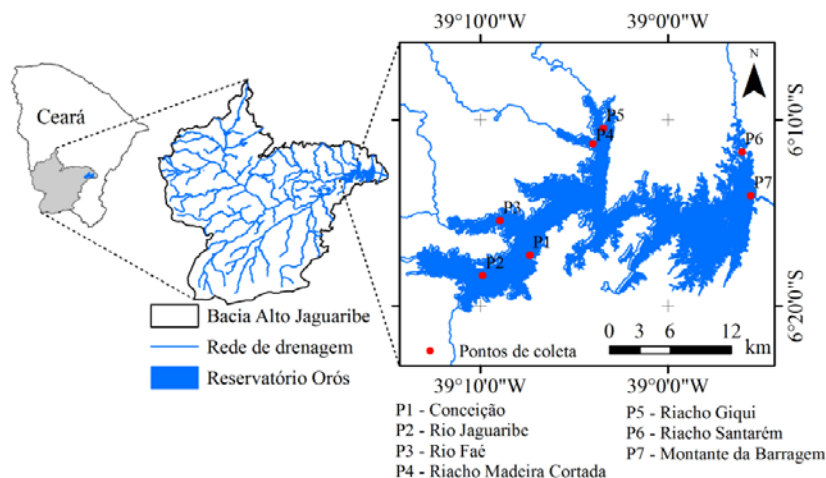 39°10'0"W 39°0'0"W
Ceará
N
P5
P4
P6
P7
P3
P1
P2
6°10'0"S
6°20'0"S
Bacia Alto Jaguaribe
Rede de drenagem
Reservatório Orós
Pontos de coleta
0 3 6 12
km
39°10'0"W 39°0'0"W
P1 - Conceição
P2 - Rio Jaguaribe
P3 - Rio Faé
P4 - Riacho Madeira Cortada
P5 - Riacho Giqui
P6 - Riacho Santarém
P7 - Montante da Barragem